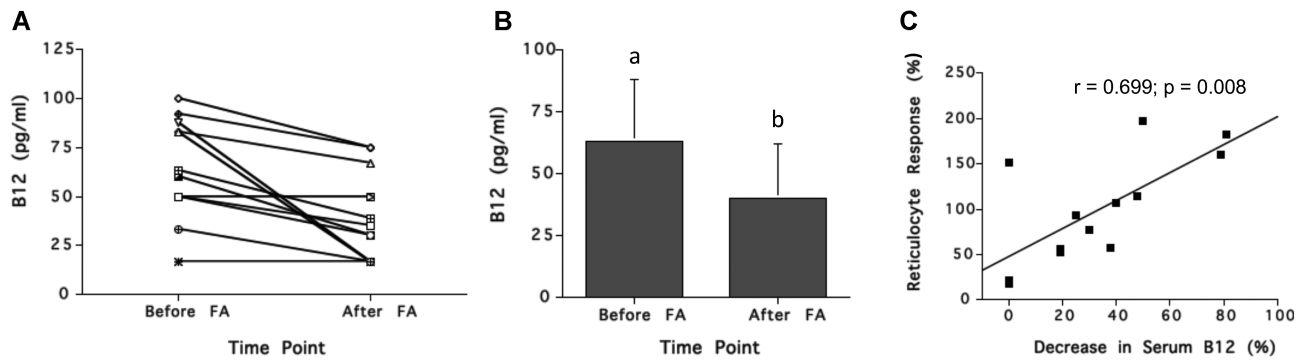 A
B12 (pg/ml)
125
100
75
50
25
0
Before FA
After FA
Time Point
B
B12 (pg/ml)
100
75
50
25
0
a
b
Before FA
After FA
Time Point
C
Reticulocyte Response (%)
250
200
150
100
50
0
r = 0.699; p = 0.008
0
20
40
60
80
100
Decrease in Serum B12 (%)